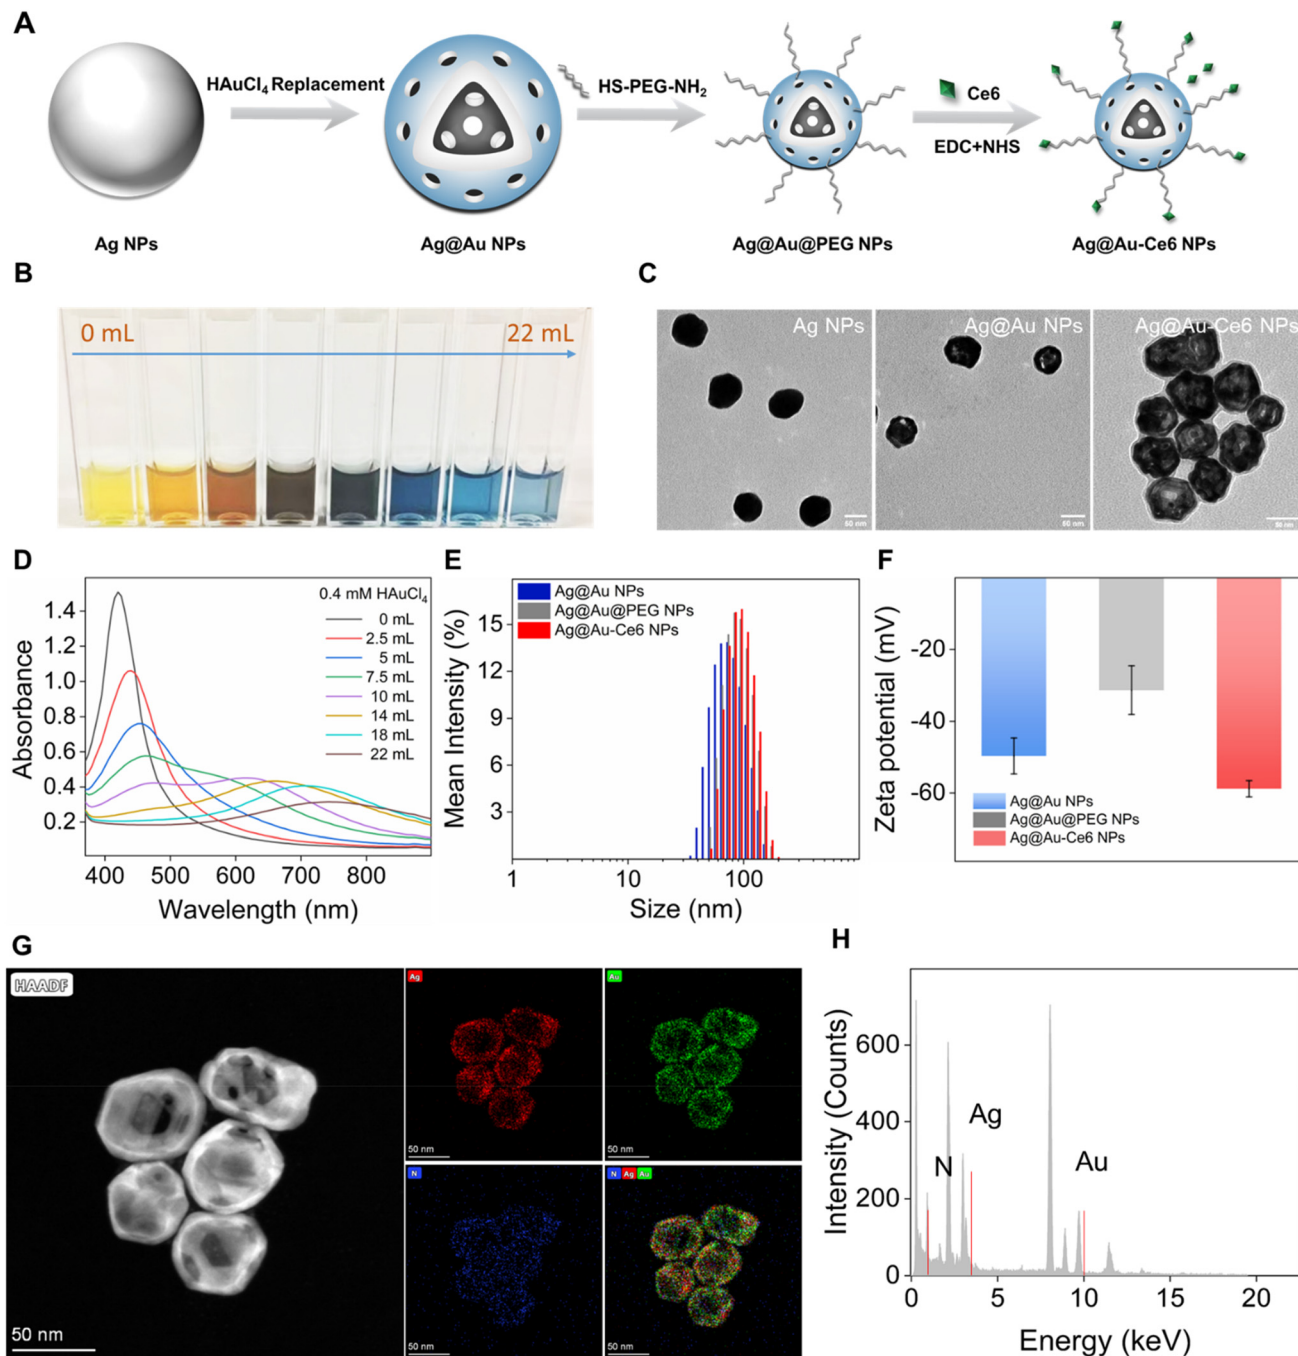 A
HAuCl4 Replacement
HS-PEG-NH2
Ce6
EDC+NHS
Ag NPs
Ag@Au NPs
Ag@Au@PEG NPs
Ag@Au-Ce6 NPs
B
0 mL
22 mL
C
Ag NPs
Ag@Au NPs
Ag@Au-Ce6 NPs
50 nm
50 nm
50 nm
D
0.4 mM HAuCl4
0 mL
2.5 mL
5 mL
7.5 mL
10 mL
14 mL
18 mL
22 mL
Absorbance
1.4
1.2
1.0
0.8
0.6
0.4
0.2
400 500 600 700 800
Wavelength (nm)
E
Ag@Au NPs
Ag@Au@PEG NPs
Ag@Au-Ce6 NPs
Mean Intensity (%)
15
12
9
6
3
1 10 100
Size (nm)
F
Zeta potential (mV)
-20
-40
-60
Ag@Au NPs
Ag@Au@PEG NPs
Ag@Au-Ce6 NPs
G
HAADF
50 nm
Ag
50 nm
Au
50 nm
N
50 nm
N Ag Au
50 nm
H
Intensity (Counts)
600
400
200
0
N
Ag
Au
0 5 10 15 20
Energy (keV)